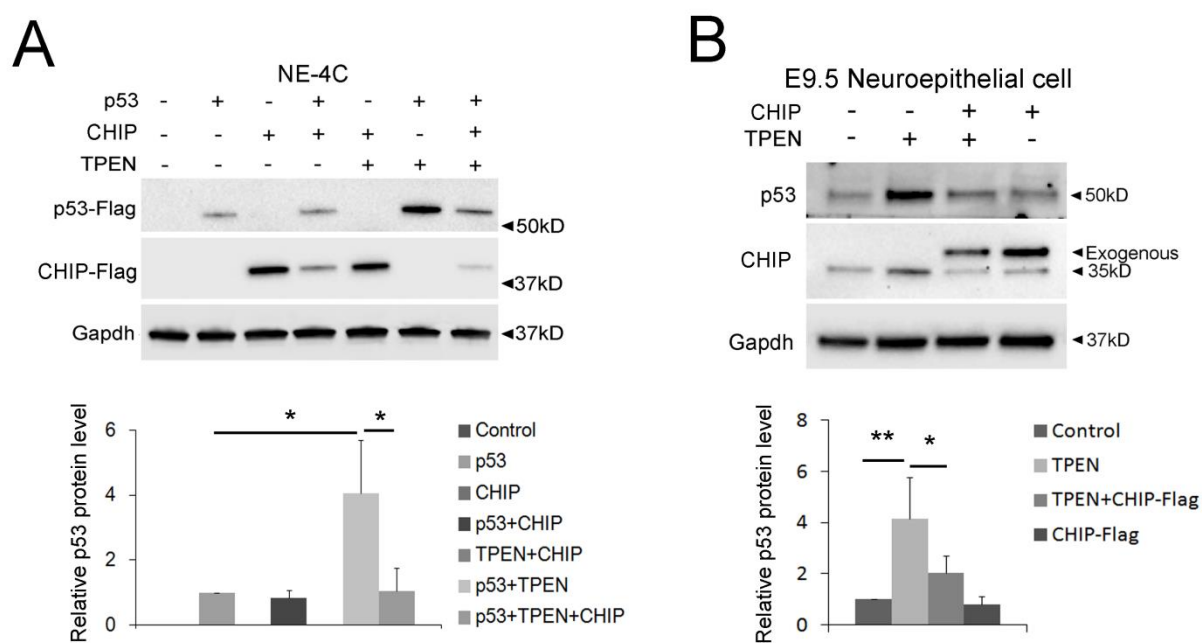 A
NE-4C
p53 - + - + - + +
CHIP - - + + + - +
TPEN - - - - + + +
p53-Flag
◄50kD
CHIP-Flag
◄37kD
Gapdh
◄37kD
Relative p53 protein level
6
4
2
0
* *
Control
p53
CHIP
p53+CHIP
TPEN+CHIP
p53+TPEN
p53+TPEN+CHIP
B
E9.5 Neuroepithelial cell
CHIP - - + +
TPEN - + + -
p53
◄50kD
CHIP
◄Exogenous
◄35kD
Gapdh
◄37kD
Relative p53 protein level
8
6
4
2
0
** *
Control
TPEN
TPEN+CHIP-Flag
CHIP-Flag